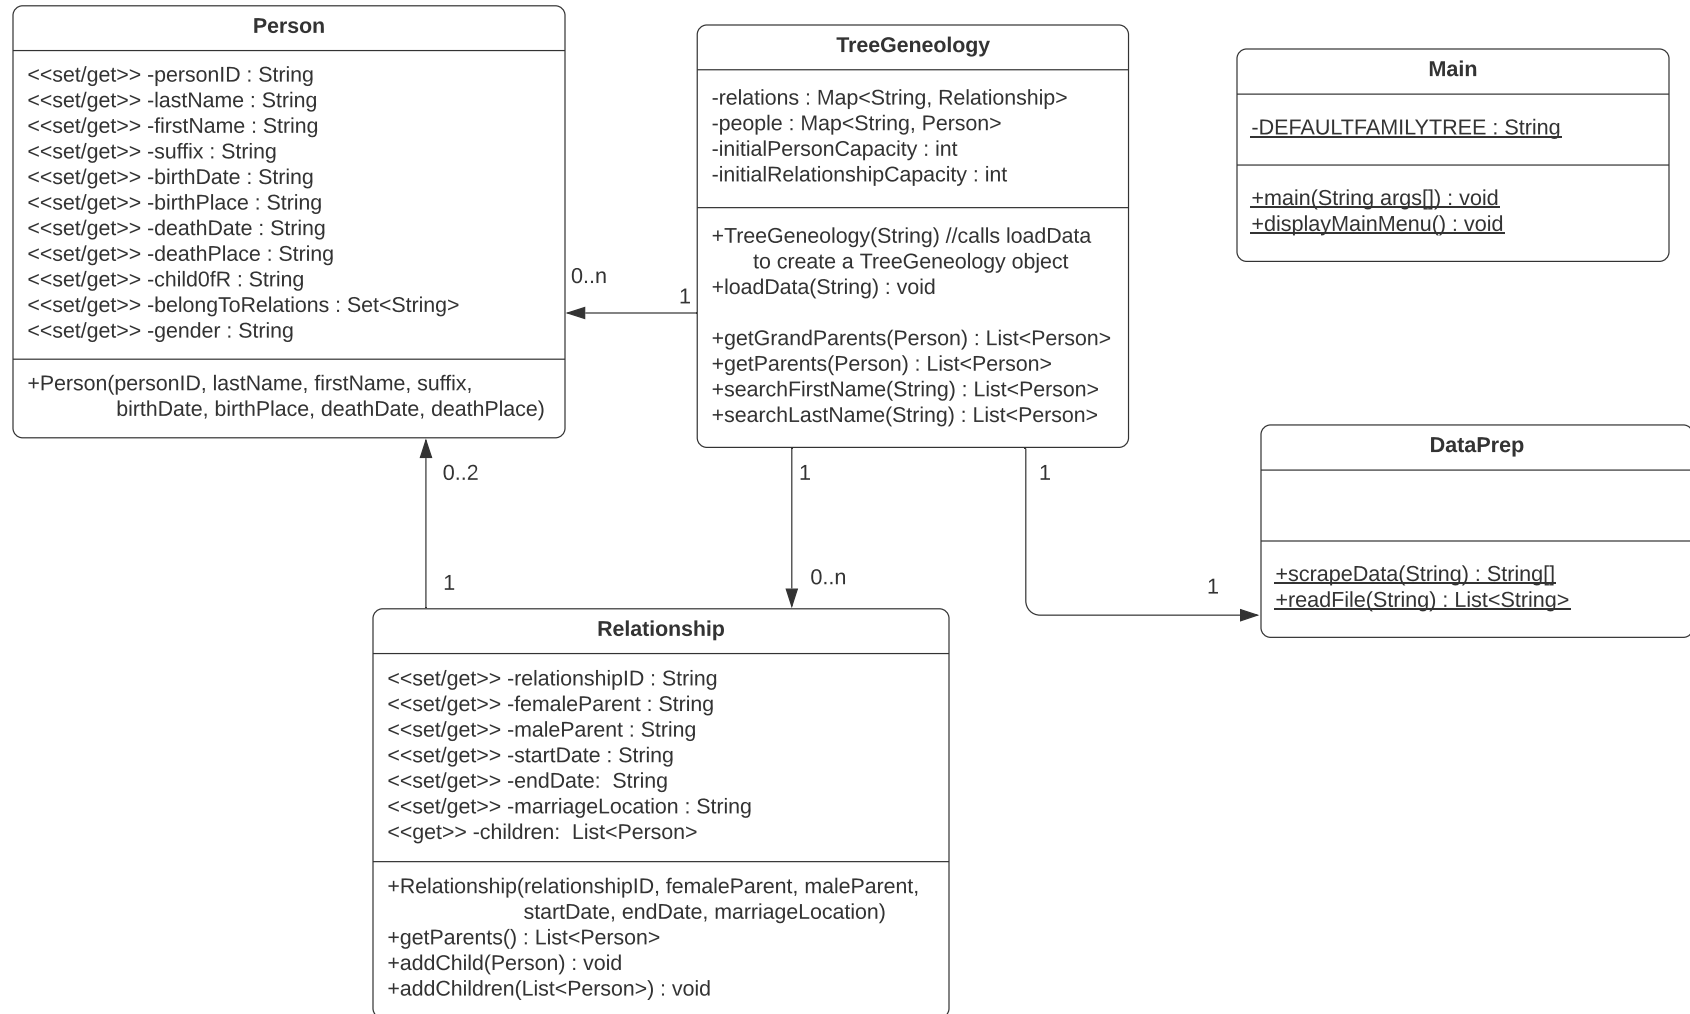 Person
<<set/get>> -personID : String
<<set/get>> -lastName : String
<<set/get>> -firstName : String
<<set/get>> -suffix : String
<<set/get>> -birthDate : String
<<set/get>> -birthPlace : String
<<set/get>> -deathDate : String
<<set/get>> -deathPlace : String
<<set/get>> -child0fR : String
<<set/get>> -belongToRelations : Set<String>
<<set/get>> -gender : String
+Person(personID, lastName, firstName, suffix,
birthDate, birthPlace, deathDate, deathPlace)
0..n
1
TreeGeneology
-relations : Map<String, Relationship>
-people : Map<String, Person>
-initialPersonCapacity : int
-initialRelationshipCapacity : int
+TreeGeneology(String) //calls loadData
to create a TreeGeneology object
+loadData(String) : void
+getGrandParents(Person) : List<Person>
+getParents(Person) : List<Person>
+searchFirstName(String) : List<Person>
+searchLastName(String) : List<Person>
Main
-DEFAULTFAMILYTREE : String
+main(String args[]) : void
+displayMainMenu() : void
0..2
1
1
0..n
1
1
DataPrep
+scrapeData(String) : String[]
+readFile(String) : List<String>
Relationship
<<set/get>> -relationshipID : String
<<set/get>> -femaleParent : String
<<set/get>> -maleParent : String
<<set/get>> -startDate : String
<<set/get>> -endDate:  String
<<set/get>> -marriageLocation : String
<<get>> -children:  List<Person>
+Relationship(relationshipID, femaleParent, maleParent,
startDate, endDate, marriageLocation)
+getParents() : List<Person>
+addChild(Person) : void
+addChildren(List<Person>) : void